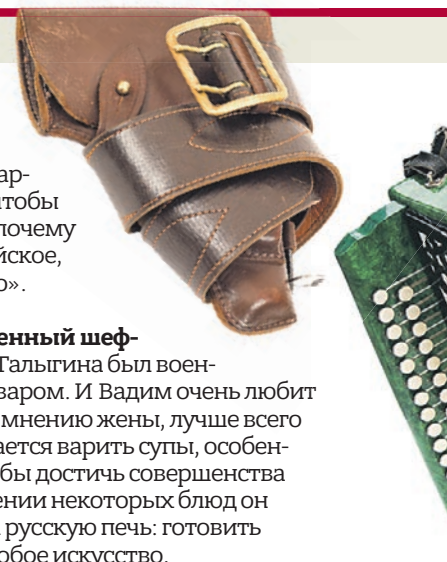 ар-
чтобы
почему
йское,
о».
енный шеф-
Галыгина был воен-
варом. И Вадим очень любит
мнению жены, лучше всего
ается варить супы, особен-
бы достичь совершенства
ении некоторых блюд он
русскую печь: готовить
обое искусство.